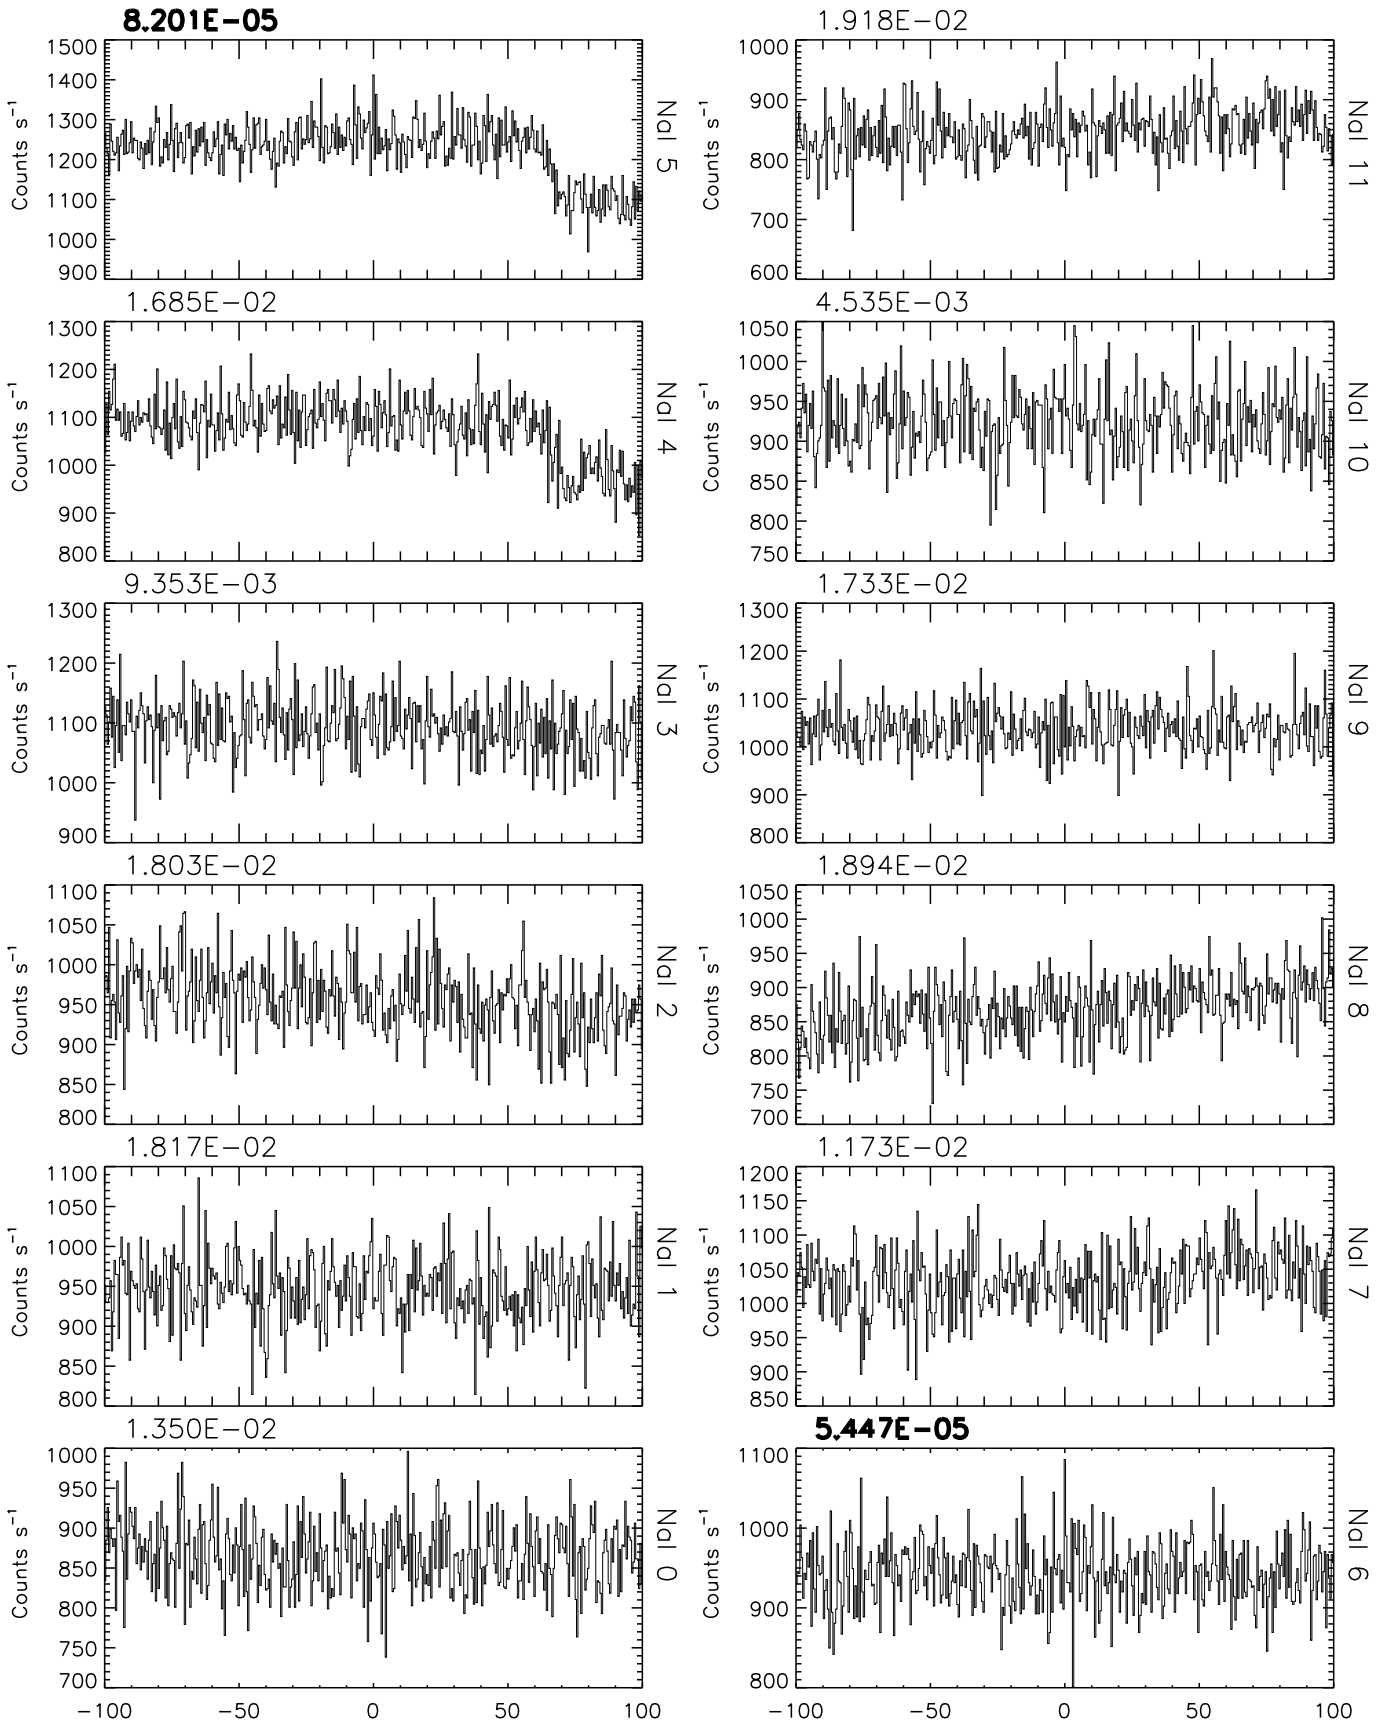 8.201E−05
1500
1400
1300
1200
1100
1000
900
Counts s⁻¹
NaI 5
1.918E−02
1000
900
800
700
600
Counts s⁻¹
NaI 11
1.685E−02
1300
1200
1100
1000
900
800
Counts s⁻¹
NaI 4
4.535E−03
1050
1000
950
900
850
800
750
Counts s⁻¹
NaI 10
9.353E−03
1300
1200
1100
1000
900
Counts s⁻¹
NaI 3
1.733E−02
1300
1200
1100
1000
900
800
Counts s⁻¹
NaI 9
1.803E−02
1100
1050
1000
950
900
850
800
Counts s⁻¹
NaI 2
1.894E−02
1050
1000
950
900
850
800
750
700
Counts s⁻¹
NaI 8
1.817E−02
1100
1050
1000
950
900
850
800
Counts s⁻¹
NaI 1
1.173E−02
1200
1150
1100
1050
1000
950
900
850
Counts s⁻¹
NaI 7
1.350E−02
1000
950
900
850
800
750
700
Counts s⁻¹
NaI 0
−100 −50 0 50 100
5.447E−05
1100
1000
900
800
Counts s⁻¹
NaI 6
−100 −50 0 50 100